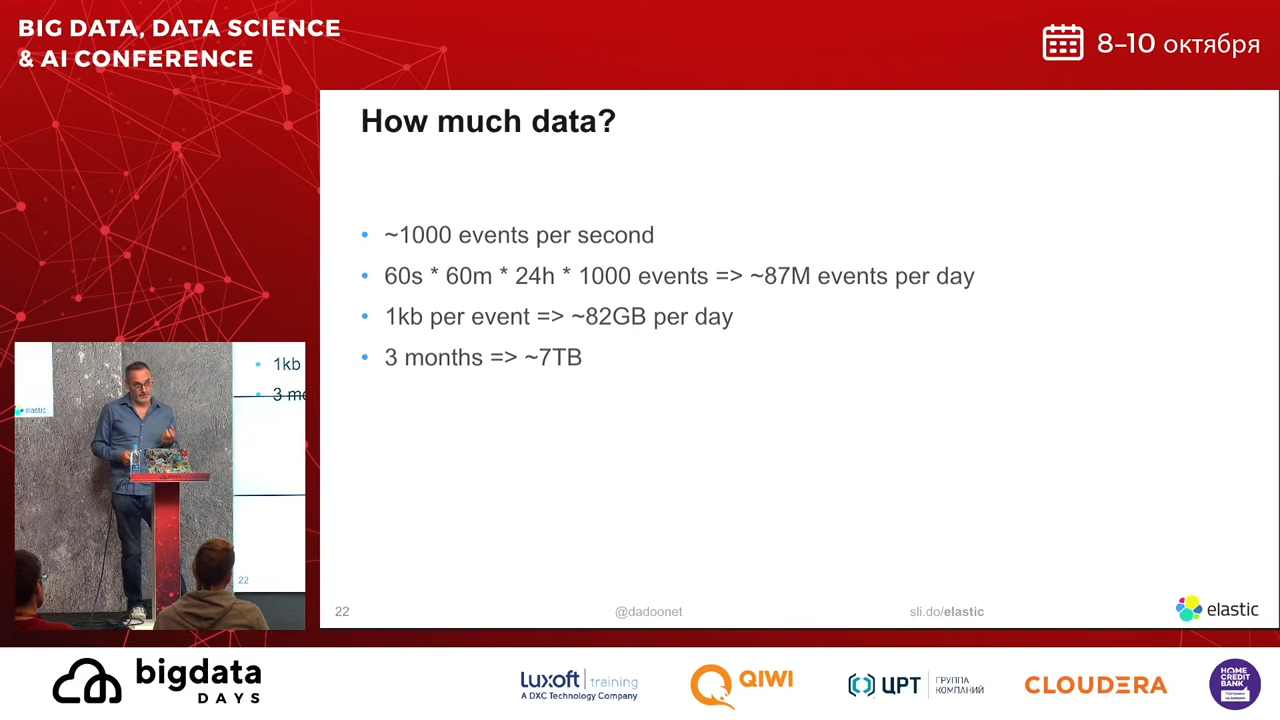 BIG DATA, DATA SCIENCE
& AI CONFERENCE
8–10 октября
How much data?
• ~1000 events per second
• 60s * 60m * 24h * 1000 events => ~87M events per day
• 1kb per event => ~82GB per day
• 3 months => ~7TB
• 1kb
• 3 mo
elastic
22
22
@dadoonet
sli.do/elastic
elastic
bigdata
DAYS
Luxoft training
A DXC Technology Company
QIWI
ЦРТ
ГРУППА
КОМПАНИЙ
CLOUDERA
HOME
CREDIT
BANK